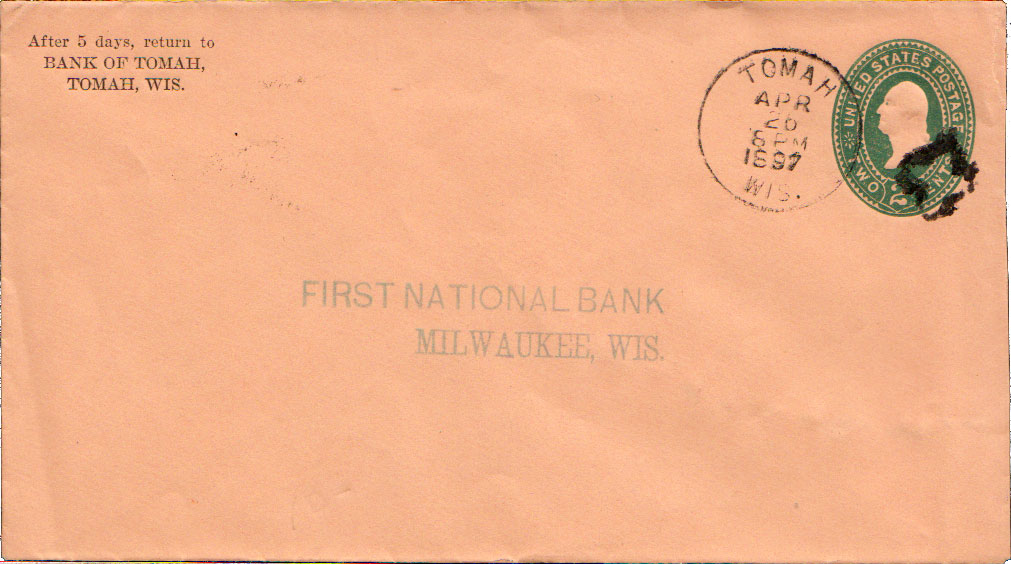 After 5 days, return to
BANK OF TOMAH,
TOMAH, WIS.
TOMAH
APR
20
8 PM
1897
WIS.
UNITED STATES POSTAGE
TWO 2 CENTS
FIRST NATIONAL BANK
MILWAUKEE, WIS.